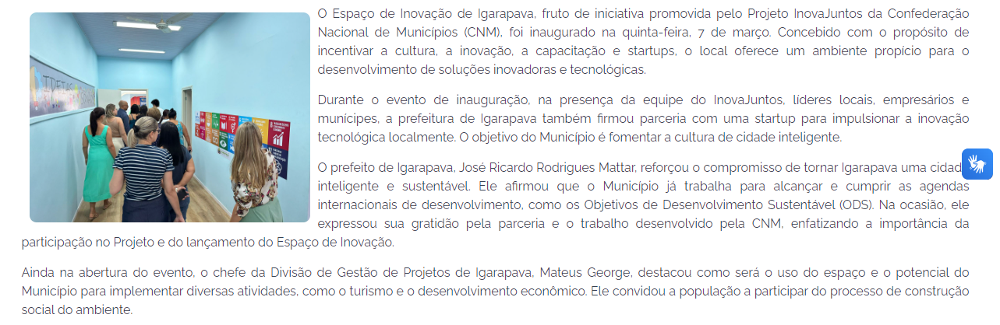 O Espaço de Inovação de Igarapava, fruto de iniciativa promovida pelo Projeto InovaJuntos da Confederação
Nacional de Municípios (CNM), foi inaugurado na quinta-feira, 7 de março. Concebido com o propósito de
incentivar a cultura, a inovação, a capacitação e startups, o local oferece um ambiente propício para o
desenvolvimento de soluções inovadoras e tecnológicas.
Durante o evento de inauguração, na presença da equipe do InovaJuntos, líderes locais, empresários e
munícipes, a prefeitura de Igarapava também firmou parceria com uma startup para impulsionar a inovação
tecnológica localmente. O objetivo do Município é fomentar a cultura de cidade inteligente.
O prefeito de Igarapava, José Ricardo Rodrigues Mattar, reforçou o compromisso de tornar Igarapava uma cidad
inteligente e sustentável. Ele afirmou que o Município já trabalha para alcançar e cumprir as agendas
internacionais de desenvolvimento, como os Objetivos de Desenvolvimento Sustentável (ODS). Na ocasião, ele
expressou sua gratidão pela parceria e o trabalho desenvolvido pela CNM, enfatizando a importância da
participação no Projeto e do lançamento do Espaço de Inovação.
Ainda na abertura do evento, o chefe da Divisão de Gestão de Projetos de Igarapava, Mateus George, destacou como será o uso do espaço e o potencial do
Município para implementar diversas atividades, como o turismo e o desenvolvimento econômico. Ele convidou a população a participar do processo de construção
social do ambiente.